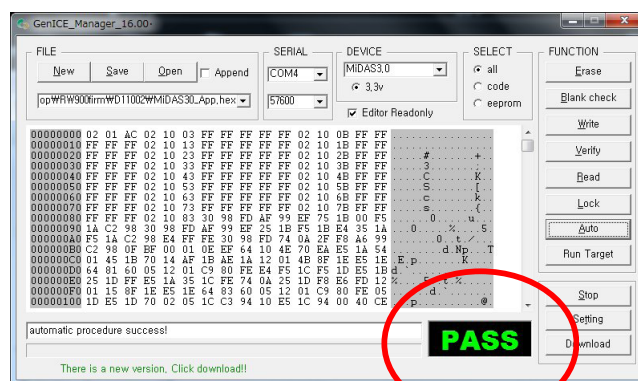 GenICE_Manager_16.00-
FILE
New Save Open Append
op₩RW900firm₩D11002₩MiDAS30_App.hex
SERIAL
COM4
57600
DEVICE
MiDAS3.0
3.3v
Editor Readonly
SELECT
all
code
eeprom
FUNCTION
Erase
Blank check
Write
Verify
Read
Lock
Auto
Run Target
Stop
Setting
Download
00000000 02 01 AC 02 10 03 FF FF FF FF FF 02 10 0B FF FF
00000010 FF FF FF 02 10 13 FF FF FF FF FF 02 10 1B FF FF
00000020 FF FF FF 02 10 23 FF FF FF FF FF 02 10 2B FF FF .....#.......+..
00000030 FF FF FF 02 10 33 FF FF FF FF FF 02 10 3B FF FF .....3.......;..
00000040 FF FF FF 02 10 43 FF FF FF FF FF 02 10 4B FF FF .....C.......K..
00000050 FF FF FF 02 10 53 FF FF FF FF FF 02 10 5B FF FF .....S.......[..
00000060 FF FF FF 02 10 63 FF FF FF FF FF 02 10 6B FF FF .....c.......k..
00000070 FF FF FF 02 10 73 FF FF FF FF FF 02 10 7B FF FF .....s.......{..
00000080 FF FF FF 02 10 83 30 98 FD AF 99 EF 75 1B 00 F5 ......0.....u...
00000090 1A C2 98 30 98 FD AF 99 EF 25 1B F5 1B E4 35 1A ...0.....%....5.
000000A0 F5 1A C2 98 E4 FF FE 30 98 FD 74 0A 2F F8 A6 99 .......0..t./...
000000B0 C2 98 0F BF 00 01 0E EF 64 10 4E 70 EA E5 1A 54 ........d.Np...T
000000C0 01 45 1B 70 14 AF 1B AE 1A 12 01 4B 8F 1E E5 1E .E.p.......K....
000000D0 64 81 60 05 12 01 C9 80 FE E4 F5 1C F5 1D E5 1B d.`.............
000000E0 25 1D FF E5 1A 35 1C FE 74 0A 25 1D F8 E6 FD 12 %....5..t.%.....
000000F0 01 15 8F 1E E5 1E 64 83 60 05 12 01 C9 80 FE 05 ......d.`.......
00000100 1D E5 1D 70 02 05 1C C3 94 10 E5 1C 94 00 40 CE ...p..........@.
automatic procedure success!
PASS
There is a new version, Click download!!